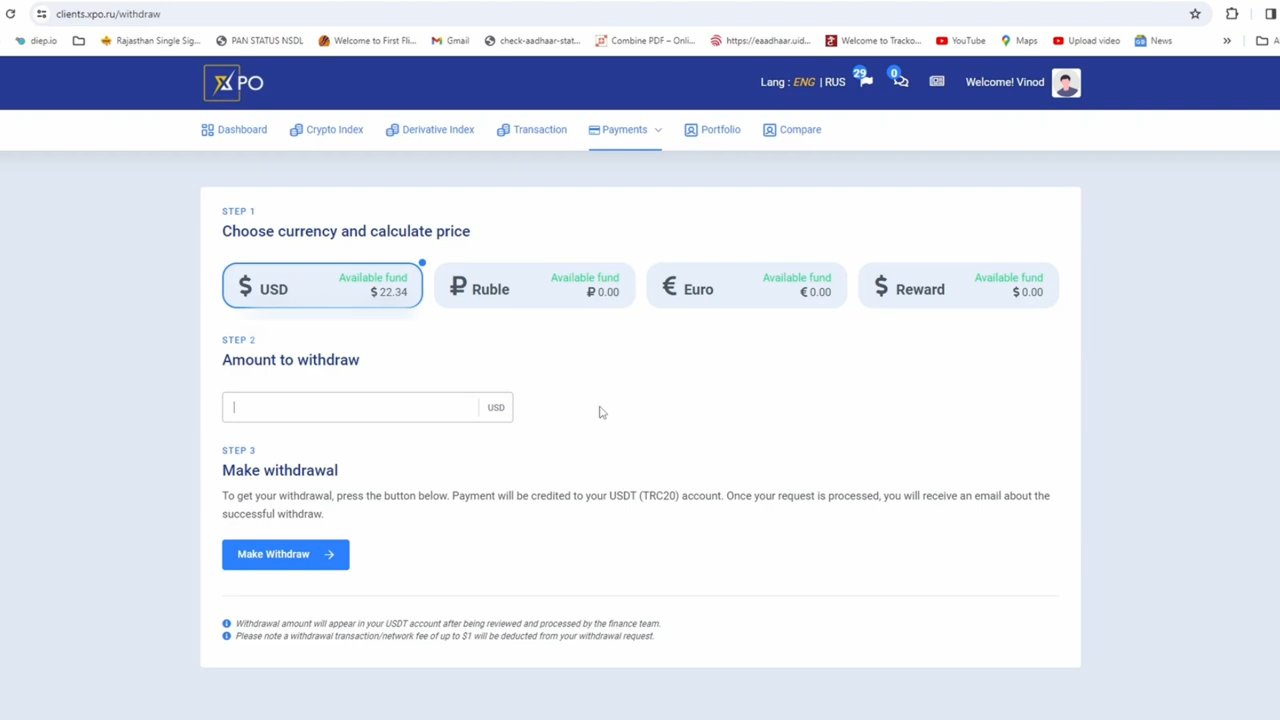 clients.xpo.ru/withdraw
diep.io Rajasthan Single Sig... PAN STATUS NSDL Welcome to First Fli... Gmail check-aadhaar-stat... Combine PDF – Onli... https://eaadhaar.uid... Welcome to Tracko... YouTube Maps Upload video News »
XPO Lang : ENG | RUS 29 0 Welcome! Vinod
Dashboard Crypto Index Derivative Index Transaction Payments Portfolio Compare
STEP 1
Choose currency and calculate price
$ USD Available fund $ 22.34
₽ Ruble Available fund ₽ 0.00
€ Euro Available fund € 0.00
$ Reward Available fund $ 0.00
STEP 2
Amount to withdraw
USD
STEP 3
Make withdrawal
To get your withdrawal, press the button below. Payment will be credited to your USDT (TRC20) account. Once your request is processed, you will receive an email about the
successful withdraw.
Make Withdraw →
Withdrawal amount will appear in your USDT account after being reviewed and processed by the finance team.
Please note a withdrawal transaction/network fee of up to $1 will be deducted from your withdrawal request.